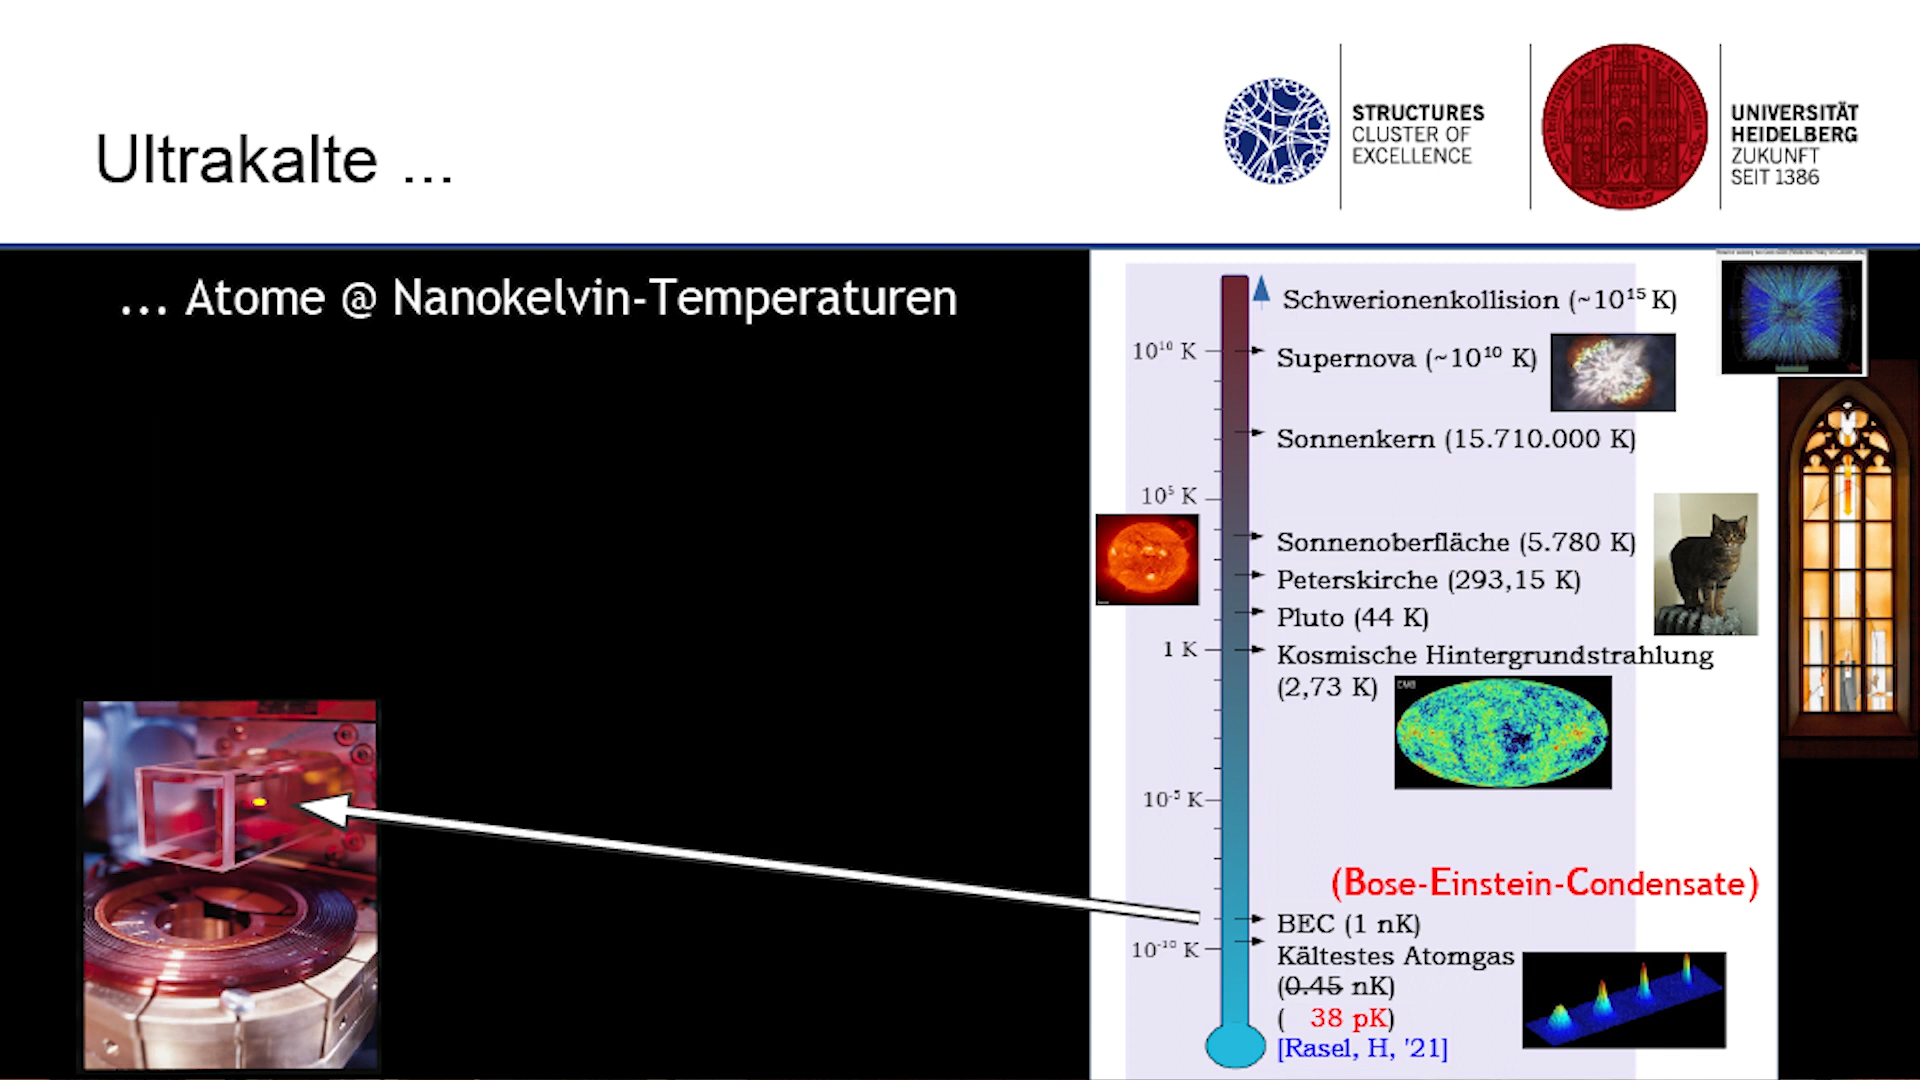 Ultrakalte ...
STRUCTURES
CLUSTER OF
EXCELLENCE
UNIVERSITÄT
HEIDELBERG
ZUKUNFT
SEIT 1386
... Atome @ Nanokelvin-Temperaturen
Schwerionenkollision (~10¹⁵ K)
10¹⁰ K
Supernova (~10¹⁰ K)
Sonnenkern (15.710.000 K)
10⁵ K
Sonnenoberfläche (5.780 K)
Peterskirche (293,15 K)
Pluto (44 K)
1 K
Kosmische Hintergrundstrahlung
(2,73 K)
CMB
10⁻⁵ K
(Bose-Einstein-Condensate)
BEC (1 nK)
10⁻¹⁰ K
Kältestes Atomgas
(0.45 nK)
( 38 pK)
[Rasel, H, '21]